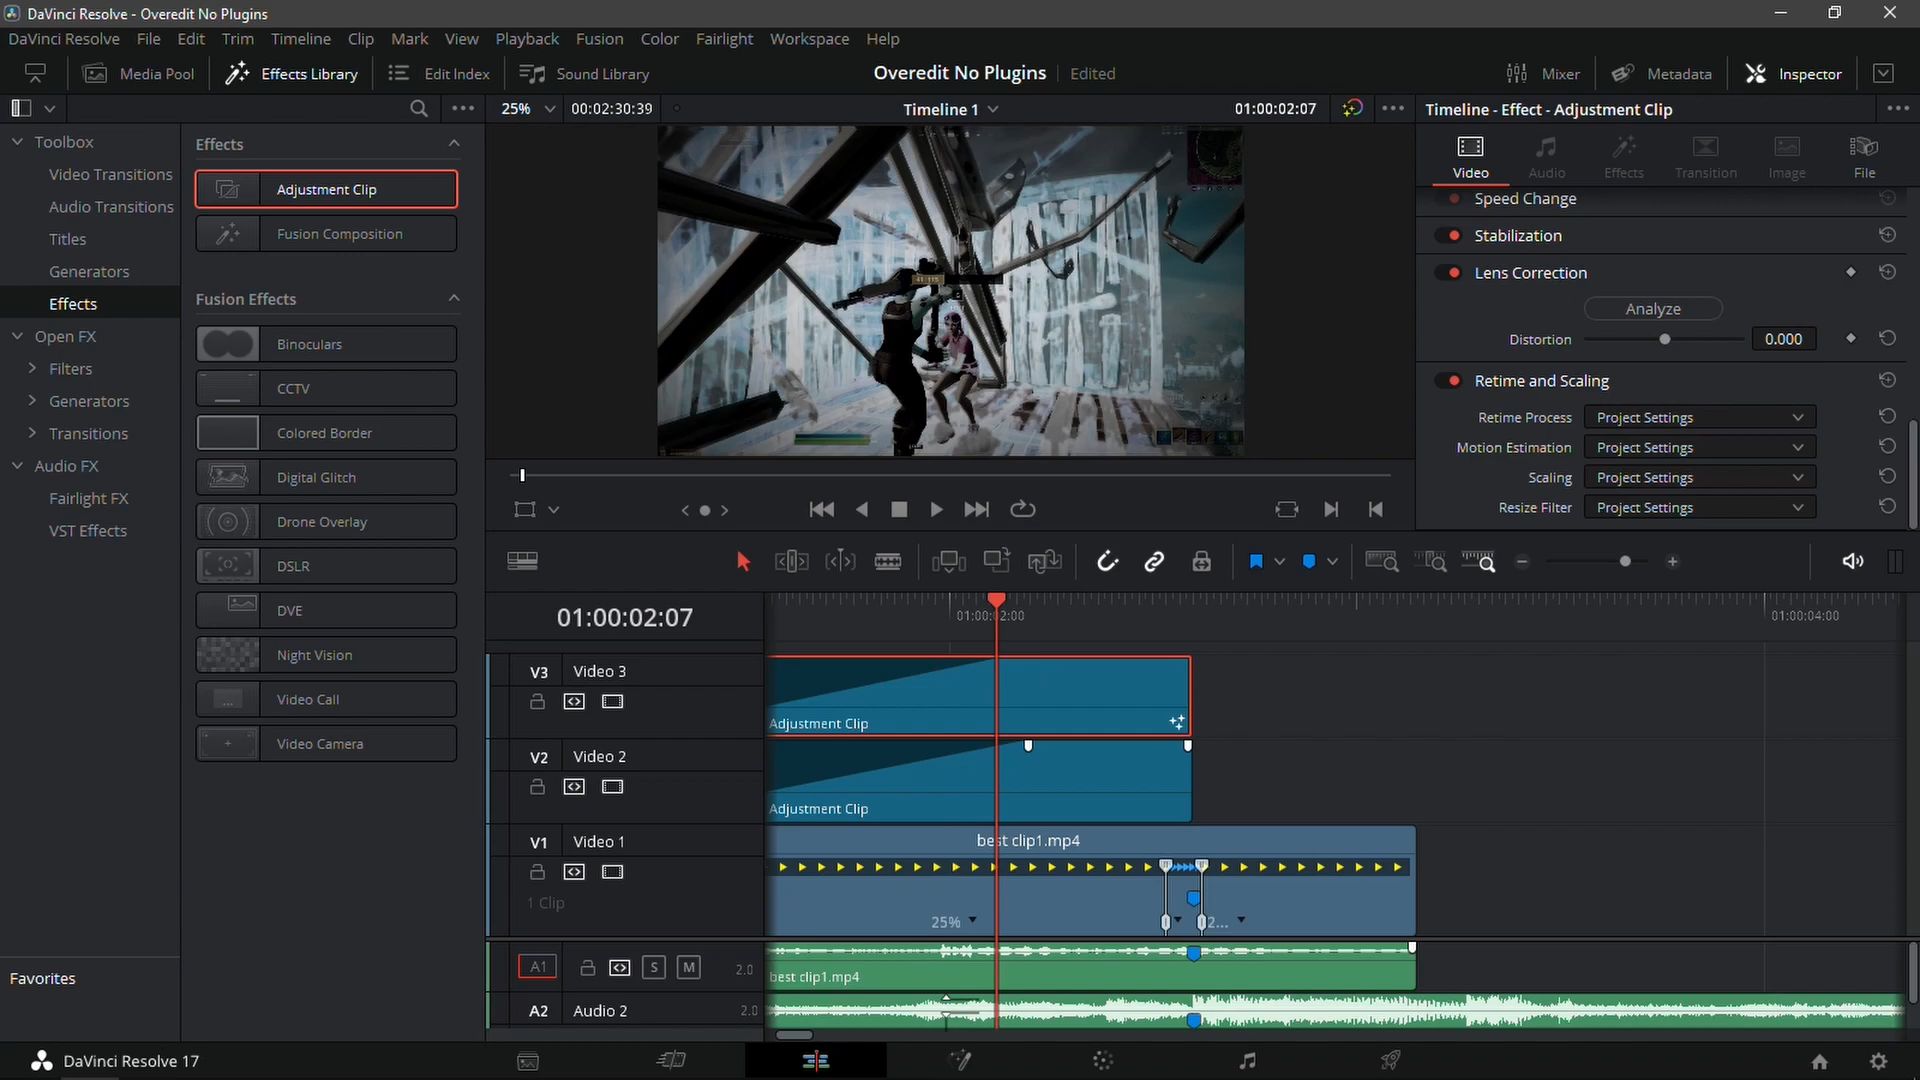 DaVinci Resolve - Overedit No Plugins
DaVinci Resolve File Edit Trim Timeline Clip Mark View Playback Fusion Color Fairlight Workspace Help
Media Pool Effects Library Edit Index Sound Library Overedit No Plugins Edited Mixer Metadata Inspector
25% 00:02:30:39 Timeline 1 01:00:02:07 Timeline - Effect - Adjustment Clip
Toolbox
Video Transitions
Audio Transitions
Titles
Generators
Effects
Open FX
Filters
Generators
Transitions
Audio FX
Fairlight FX
VST Effects
Favorites
Effects
Adjustment Clip
Fusion Composition
Fusion Effects
Binoculars
CCTV
Colored Border
Digital Glitch
Drone Overlay
DSLR
DVE
Night Vision
Video Call
Video Camera
Video Audio Effects Transition Image File
Speed Change
Stabilization
Lens Correction
Analyze
Distortion 0.000
Retime and Scaling
Retime Process Project Settings
Motion Estimation Project Settings
Scaling Project Settings
Resize Filter Project Settings
01:00:02:07 01:00:02:00 01:00:04:00
V3 Video 3
Adjustment Clip
V2 Video 2
Adjustment Clip
V1 Video 1 best clip1.mp4
1 Clip
25% 2...
A1 S M 2.0 best clip1.mp4
A2 Audio 2 2.0
DaVinci Resolve 17